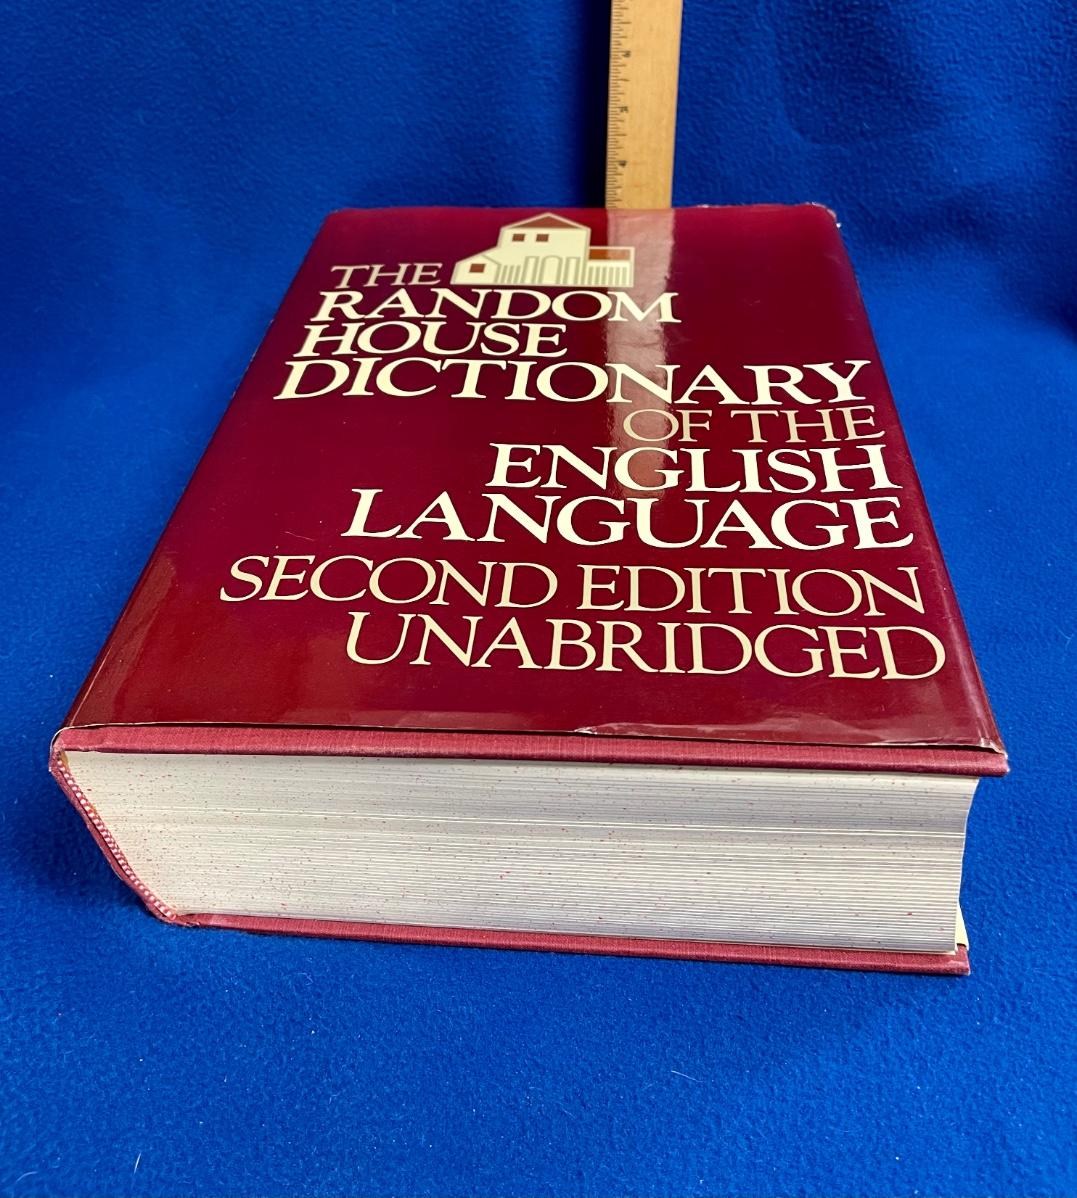 THE
RANDOM
HOUSE
DICTIONARY
OF THE
ENGLISH
LANGUAGE
SECOND EDITION
UNABRIDGED